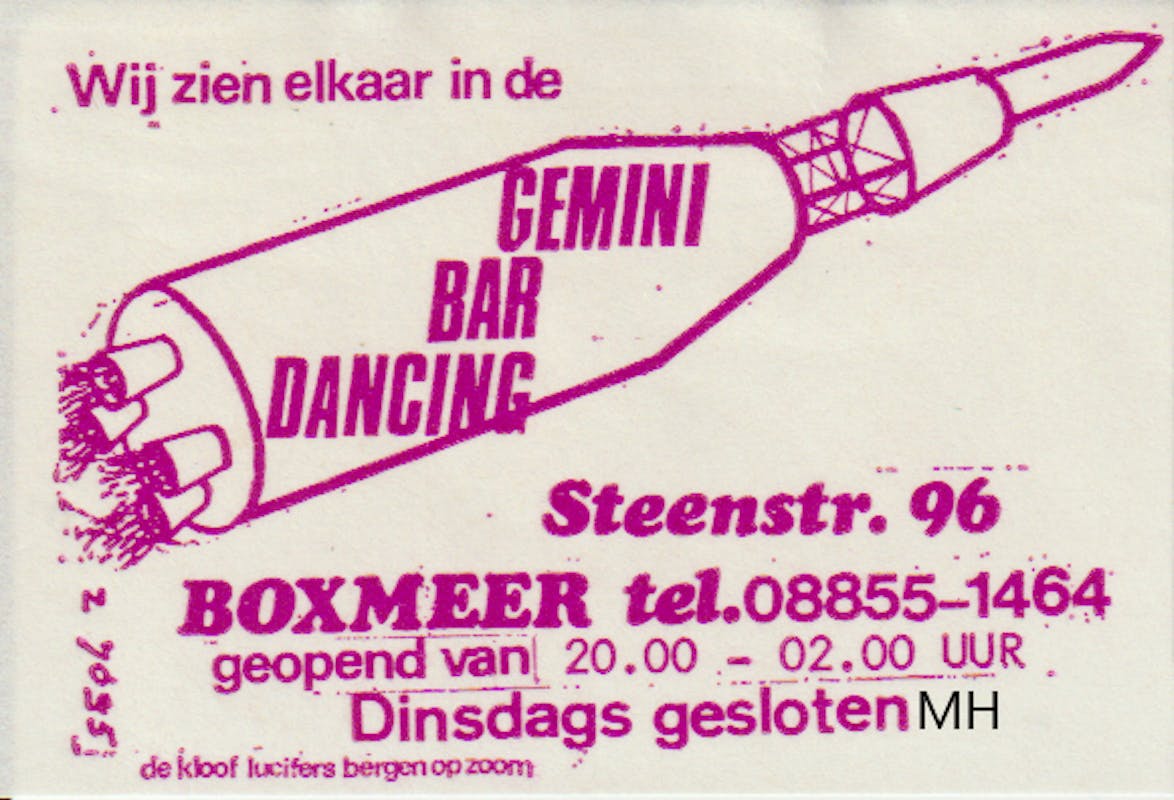 Wij zien elkaar in de
GEMINI
BAR
DANCING
Steenstr. 96
BOXMEER tel.08855-1464
geopend van 20.00 - 02.00 UUR
Dinsdags gesloten MH
de kloof lucifers bergen op zoom